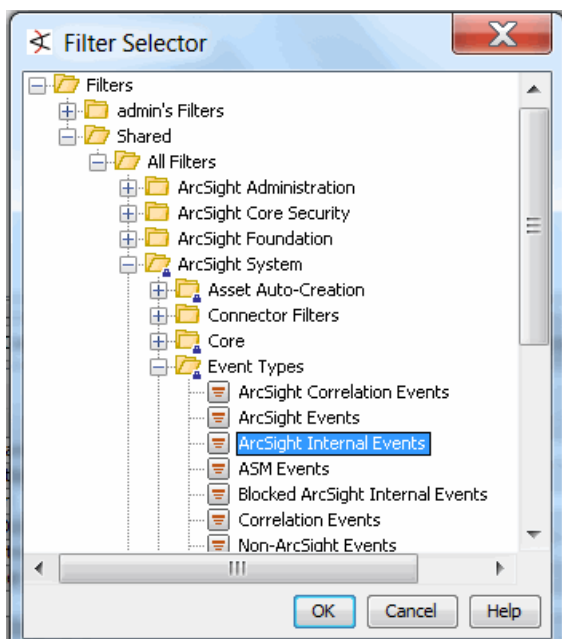 Filter Selector
Filters
admin's Filters
Shared
All Filters
ArcSight Administration
ArcSight Core Security
ArcSight Foundation
ArcSight System
Asset Auto-Creation
Connector Filters
Core
Event Types
ArcSight Correlation Events
ArcSight Events
ArcSight Internal Events
ASM Events
Blocked ArcSight Internal Events
Correlation Events
Non-ArcSight Events
OK Cancel Help